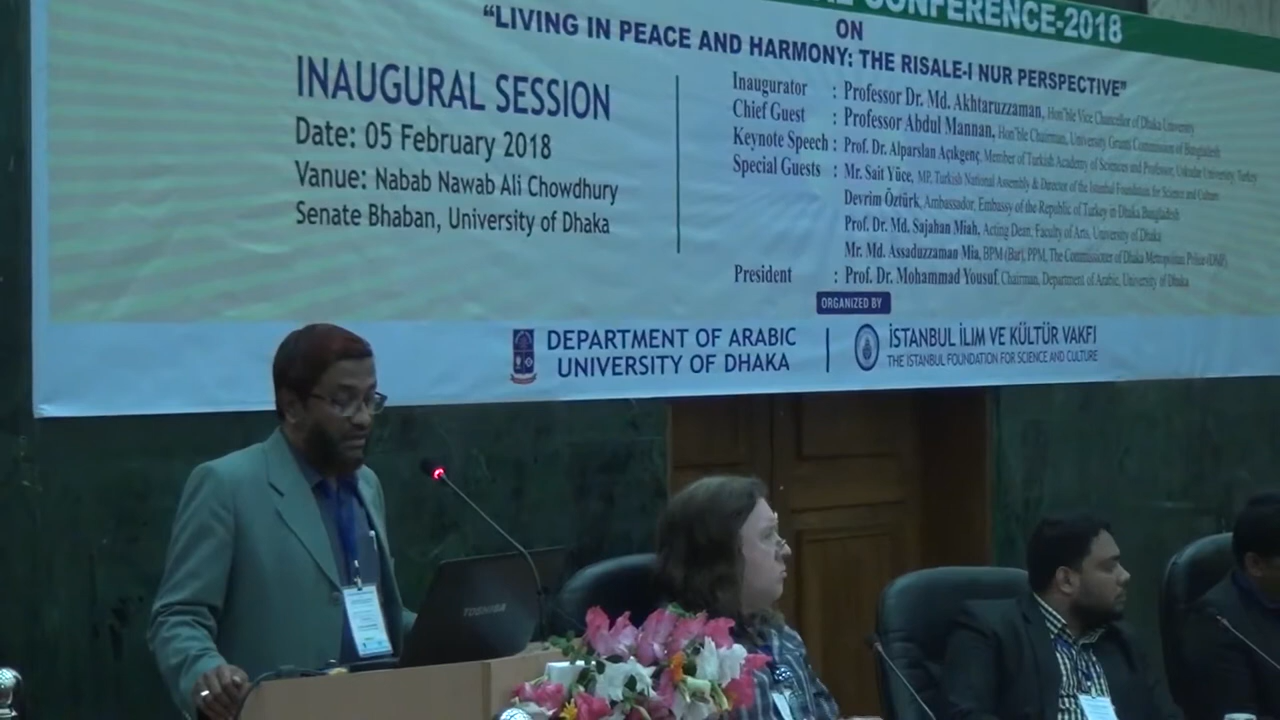 CONFERENCE-2018
ON
“LIVING IN PEACE AND HARMONY: THE RISALE-I NUR PERSPECTIVE”
INAUGURAL SESSION
Date: 05 February 2018
Vanue: Nabab Nawab Ali Chowdhury
Senate Bhaban, University of Dhaka
Inaugurator : Professor Dr. Md. Akhtaruzzaman, Hon'ble Vice Chancellor of Dhaka University
Chief Guest : Professor Abdul Mannan, Hon'ble Chairman, University Grant Commission of Bangladesh
Keynote Speech : Prof. Dr. Alparslan Açıkgenç, Member of Turkish Academy of Sciences and Professor, Uskudar University, Turkey
Special Guests : Mr. Sait Yüce, MP, Turkish National Assembly & Director of the Istanbul Foundation for Science and Culture
Devrim Öztürk, Ambassador, Embassy of the Republic of Turkey in Dhaka Bangladesh
Prof. Dr. Md. Sajahan Miah, Acting Dean, Faculty of Arts, University of Dhaka
Mr. Md. Assaduzzaman Mia, BPM (Bar), PPM, The Commissioner of Dhaka Metropolitan Police (DMP)
President : Prof. Dr. Mohammad Yousuf, Chairman, Department of Arabic, University of Dhaka
ORGANIZED BY
DEPARTMENT OF ARABIC
UNIVERSITY OF DHAKA
İSTANBUL İLIM VE KÜLTÜR VAKFI
THE ISTANBUL FOUNDATION FOR SCIENCE AND CULTURE
TOSHIBA